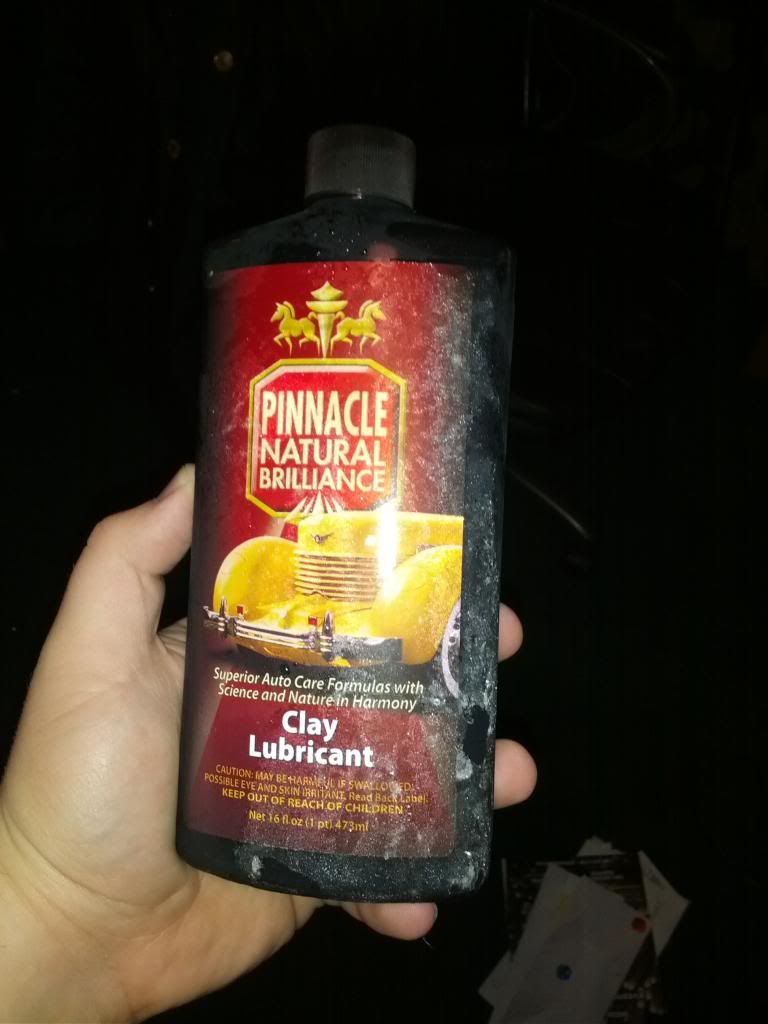 PINNACLE
NATURAL
BRILLIANCE
Superior Auto Care Formulas with
Science and Nature in Harmony
Clay
Lubricant
CAUTION: MAY BE HARMFUL IF SWALLOWED.
POSSIBLE EYE AND SKIN IRRITANT. Read Back Label.
KEEP OUT OF REACH OF CHILDREN
Net 16 fl oz (1 pt) 473ml